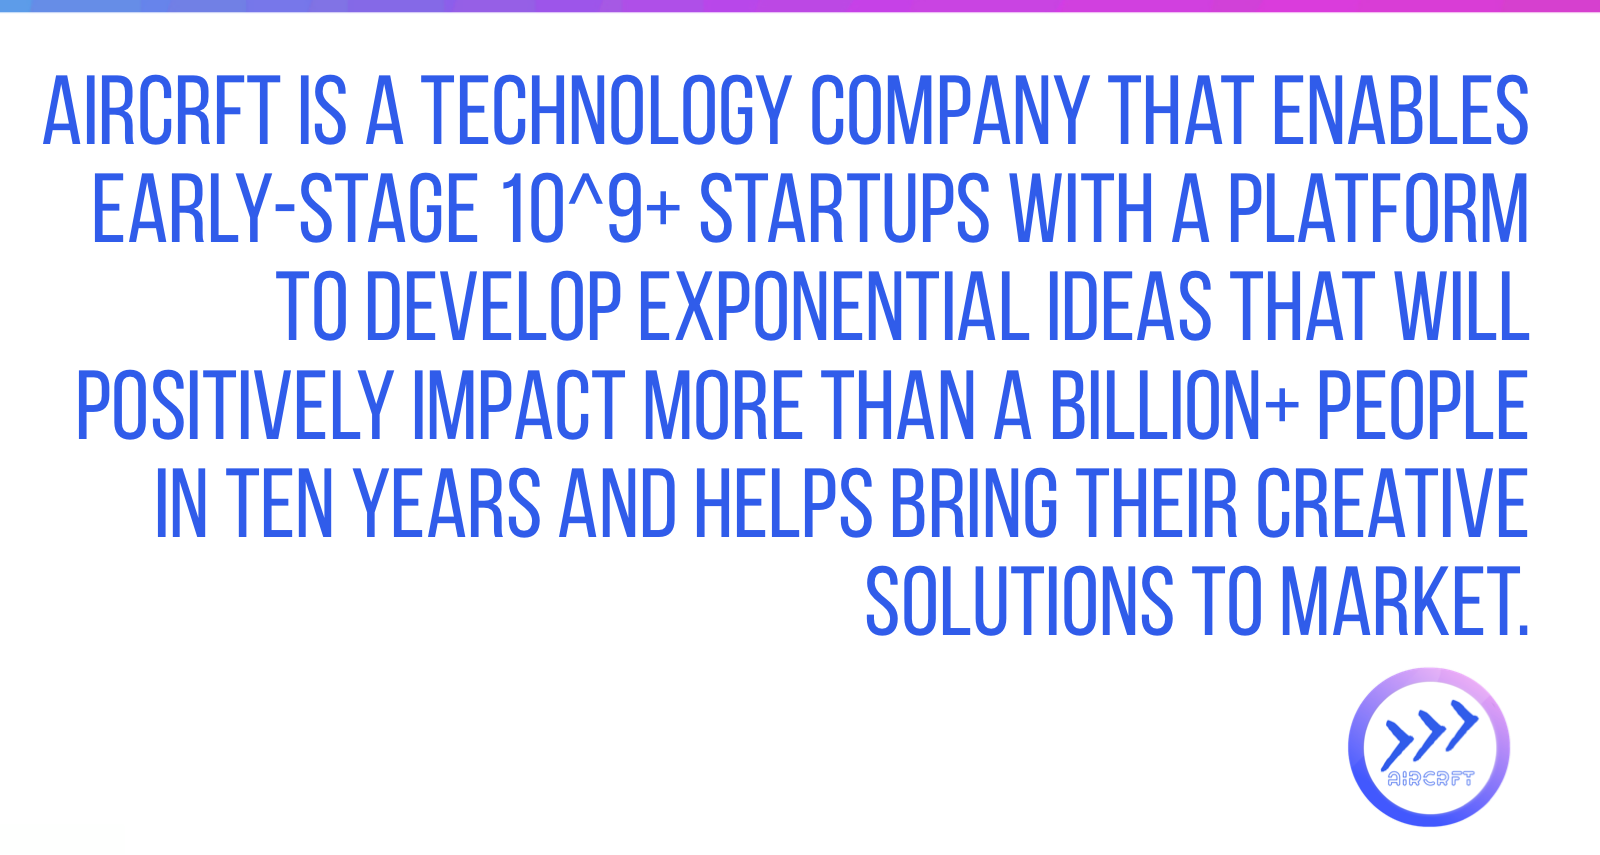 AIRCRFT IS A TECHNOLOGY COMPANY THAT ENABLES
EARLY-STAGE 10^9+ STARTUPS WITH A PLATFORM
TO DEVELOP EXPONENTIAL IDEAS THAT WILL
POSITIVELY IMPACT MORE THAN A BILLION+ PEOPLE
IN TEN YEARS AND HELPS BRING THEIR CREATIVE
SOLUTIONS TO MARKET.
AIRCRFT